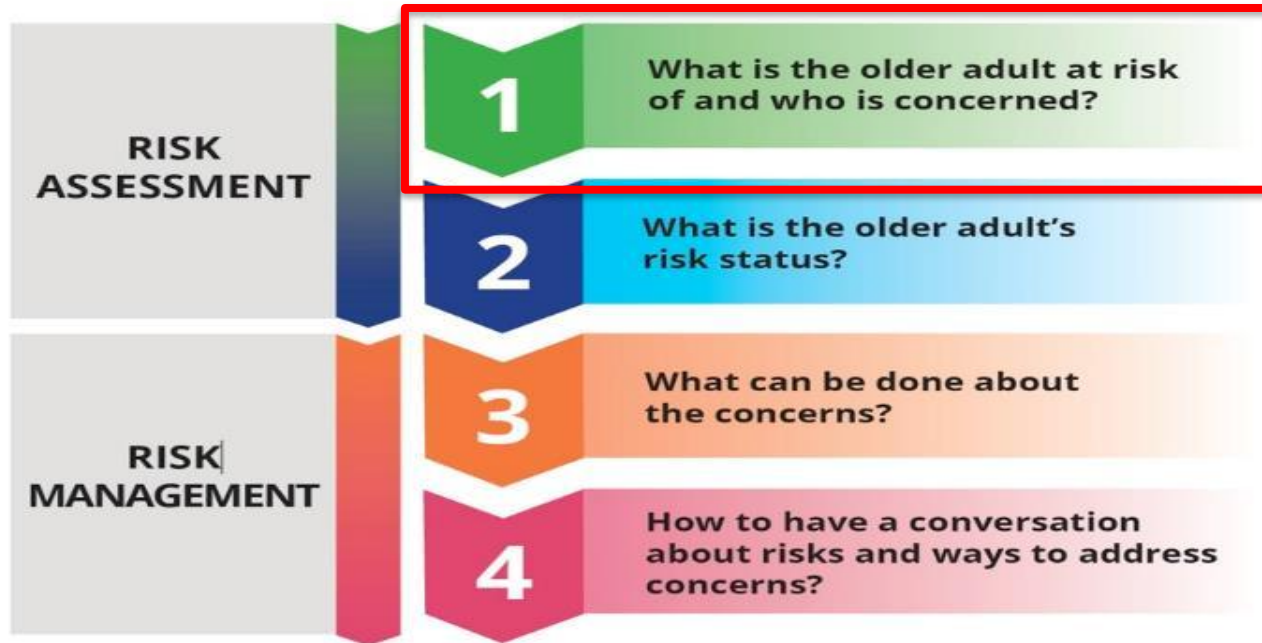 RISK
ASSESSMENT
1
What is the older adult at risk
of and who is concerned?
2
What is the older adult’s
risk status?
RISK
MANAGEMENT
3
What can be done about
the concerns?
4
How to have a conversation
about risks and ways to address
concerns?